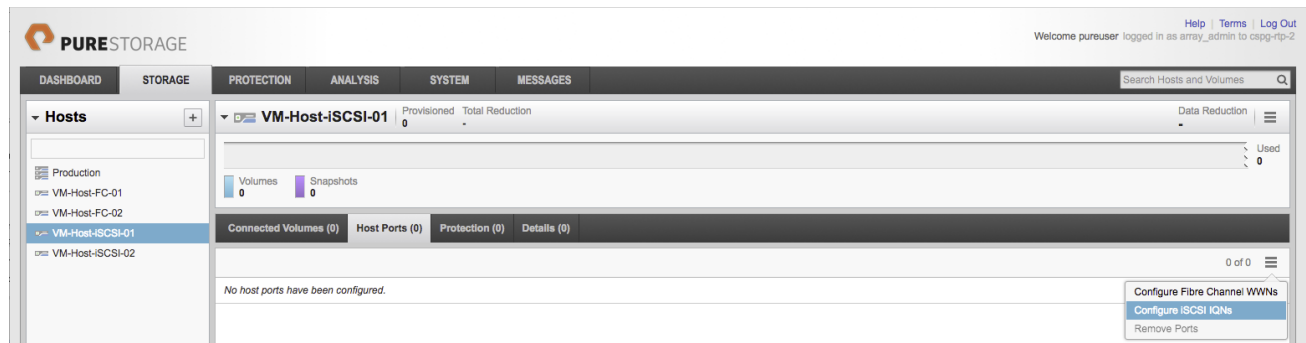 Help | Terms | Log Out
PURESTORAGE
Welcome pureuser logged in as array_admin to cspg-rtp-2
DASHBOARD STORAGE PROTECTION ANALYSIS SYSTEM MESSAGES Search Hosts and Volumes
Hosts +
VM-Host-iSCSI-01 Provisioned Total Reduction Data Reduction
0 - -
Used
0
Production
VM-Host-FC-01
VM-Host-FC-02
VM-Host-iSCSI-01
VM-Host-iSCSI-02
Volumes Snapshots
0 0
Connected Volumes (0) Host Ports (0) Protection (0) Details (0)
0 of 0
No host ports have been configured.
Configure Fibre Channel WWNs
Configure iSCSI IQNs
Remove Ports